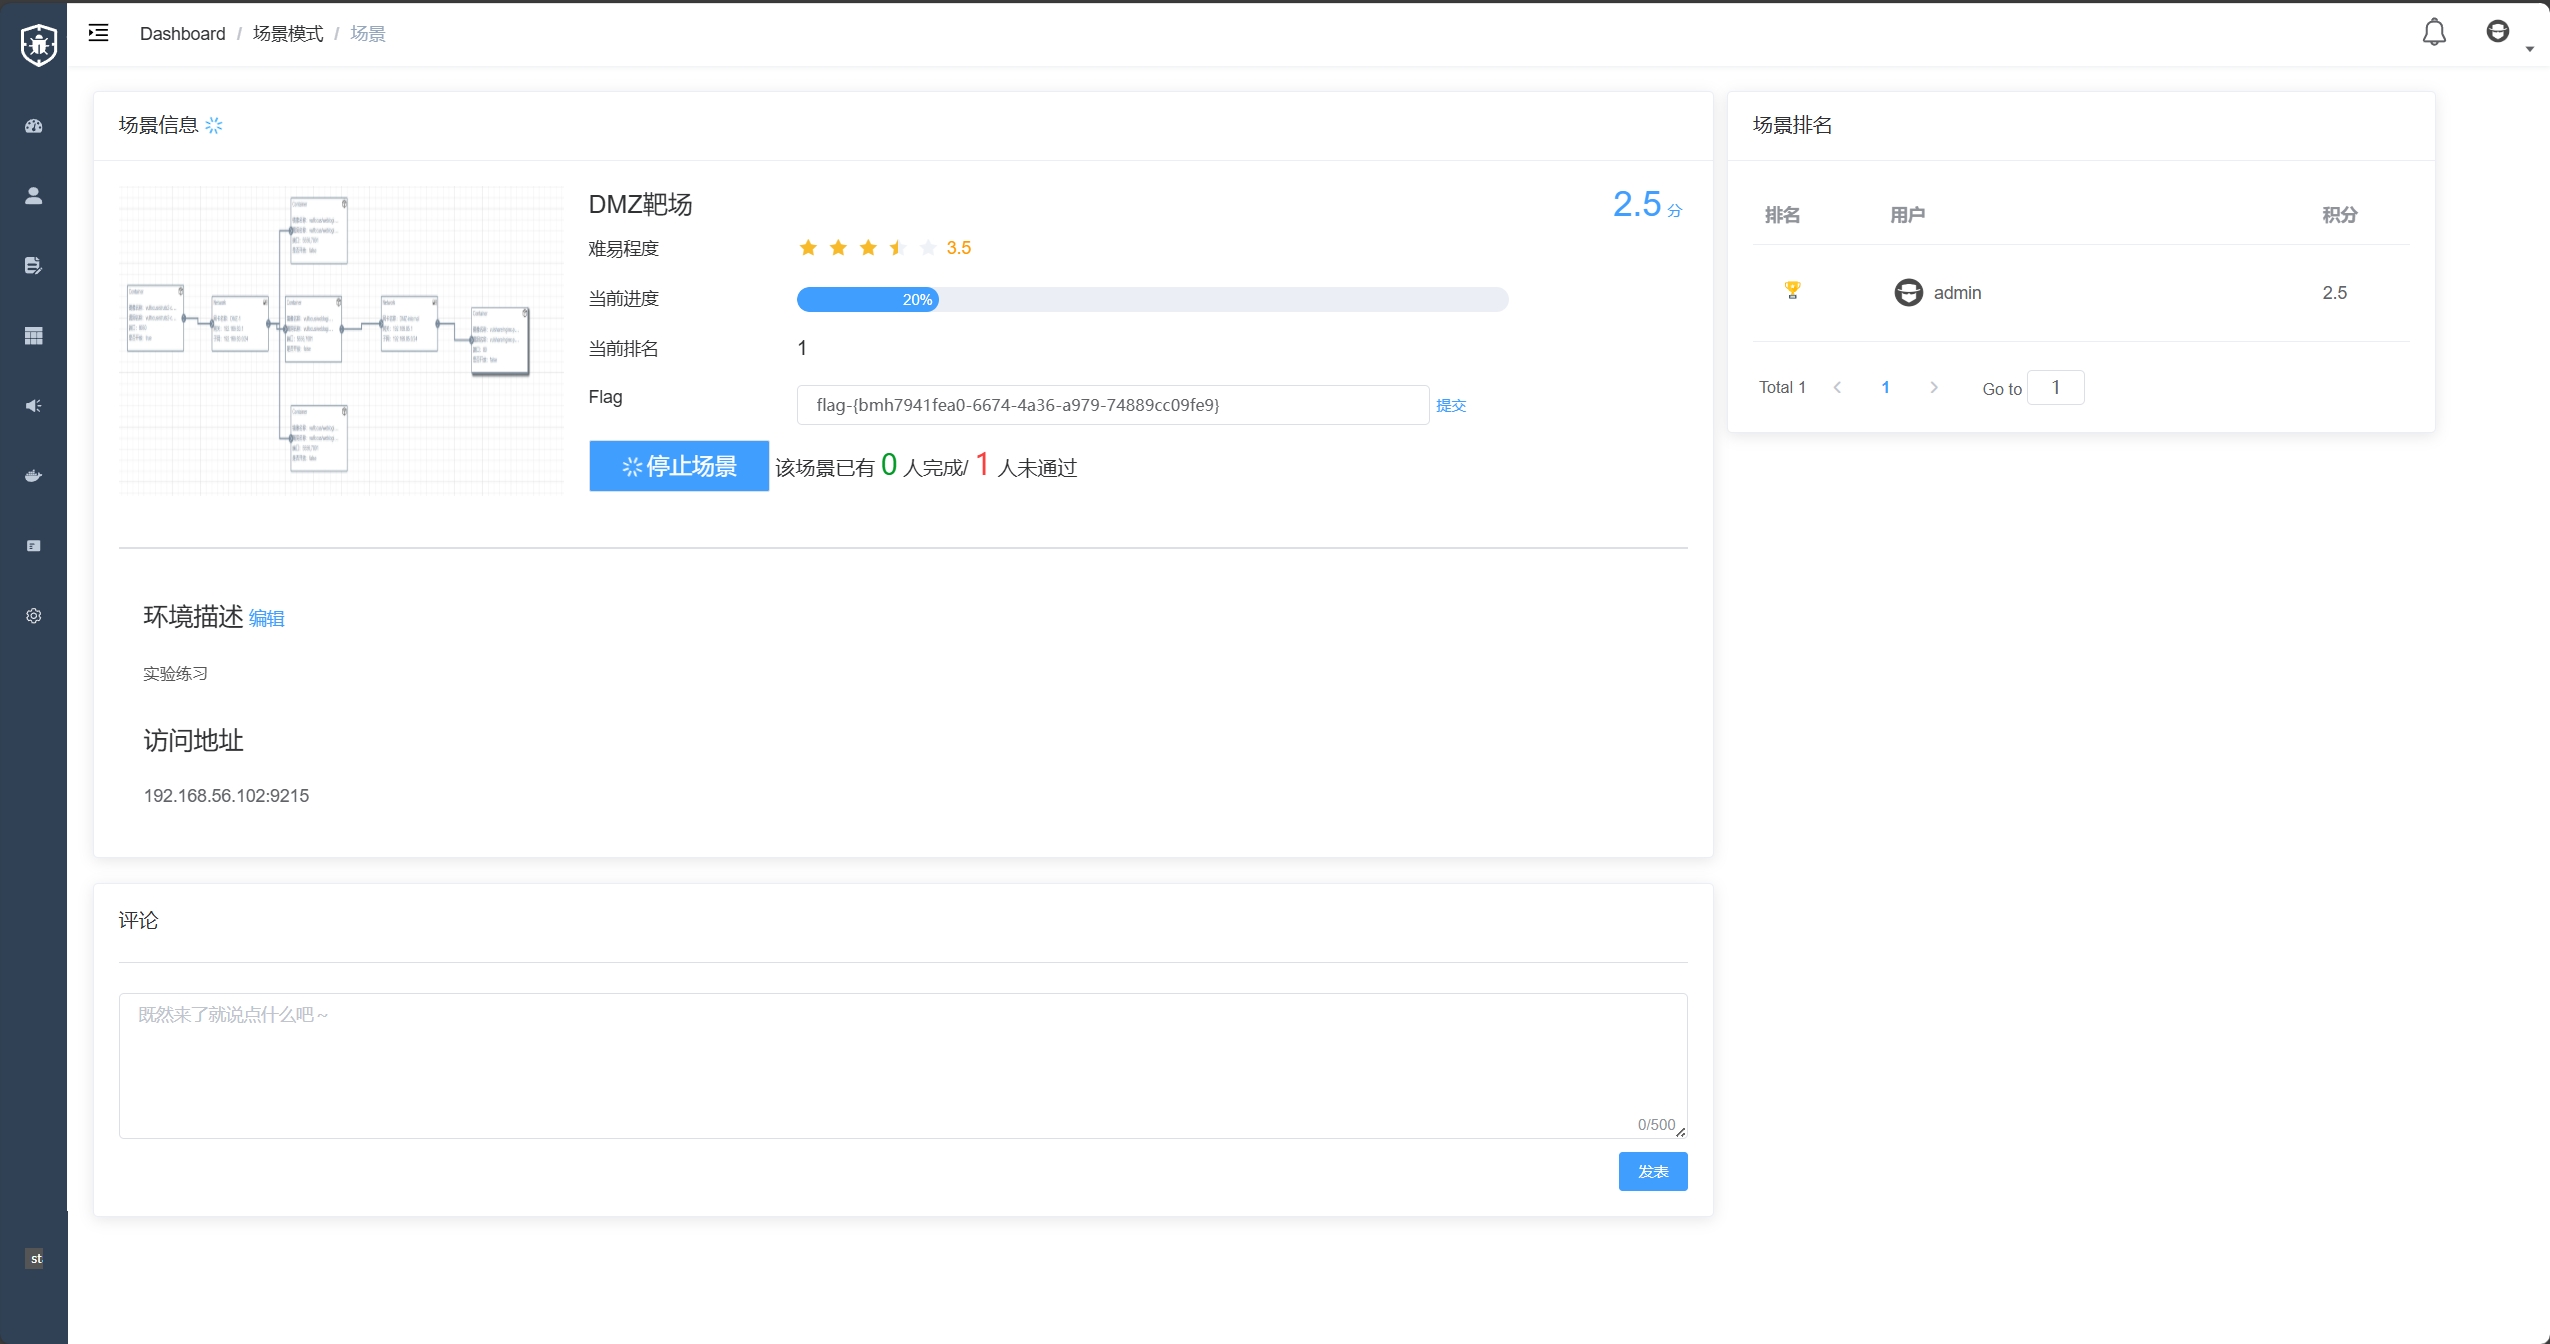 Dashboard / 场景模式 / 场景
场景信息
DMZ靶场
2.5 分
难易程度
3.5
当前进度
20%
当前排名
1
Flag
flag-{bmh7941fea0-6674-4a36-a979-74889cc09fe9}
提交
停止场景
该场景已有 0 人完成/ 1 人未通过
环境描述 编辑
实验练习
访问地址
192.168.56.102:9215
评论
既然来了就说点什么吧~
0/500
发表
场景排名
排名 用户 积分
admin 2.5
Total 1 1 Go to 1
st